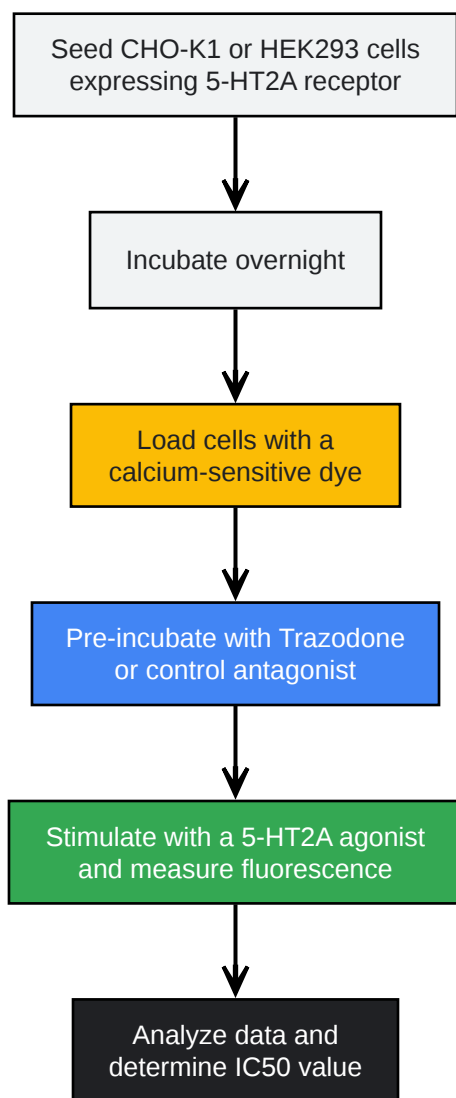 Seed CHO-K1 or HEK293 cells
expressing 5-HT2A receptor
Incubate overnight
Load cells with a
calcium-sensitive dye
Pre-incubate with Trazodone
or control antagonist
Stimulate with a 5-HT2A agonist
and measure fluorescence
Analyze data and
determine IC50 value